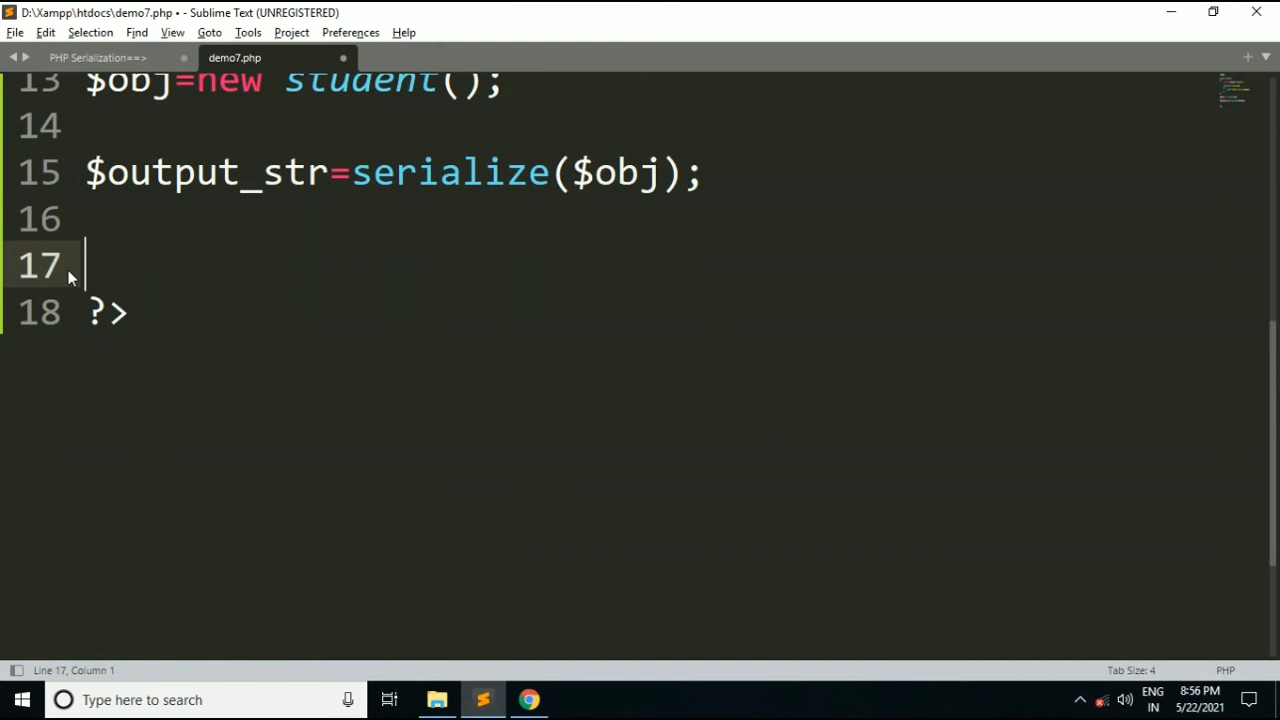 D:\Xampp\htdocs\demo7.php • - Sublime Text (UNREGISTERED)
File Edit Selection Find View Goto Tools Project Preferences Help
PHP Serialization==> demo7.php
13 $obj=new student();
14
15 $output_str=serialize($obj);
16
17
18 ?>
Line 17, Column 1 Tab Size: 4 PHP
Type here to search
ENG
IN
8:56 PM
5/22/2021